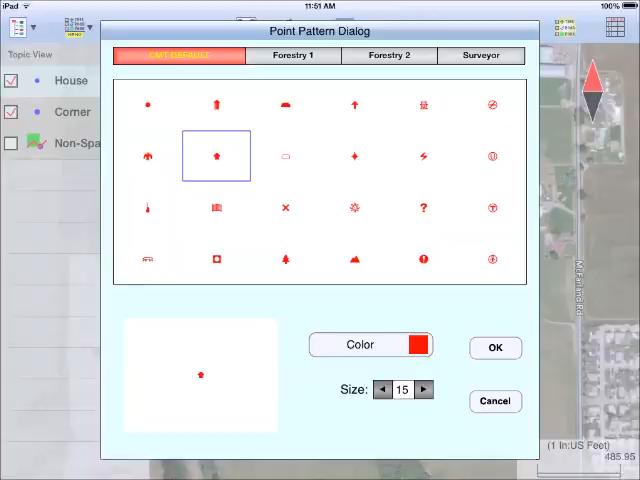 iPad
11:51 AM
100%
Point Pattern Dialog
Topic View
CMT DEFAULT
Forestry 1
Forestry 2
Surveyor
House
Corner
Non-Spa
?
McFarland Rd
Color
OK
Size:
15
Cancel
(1 In:US Feet)
485.95